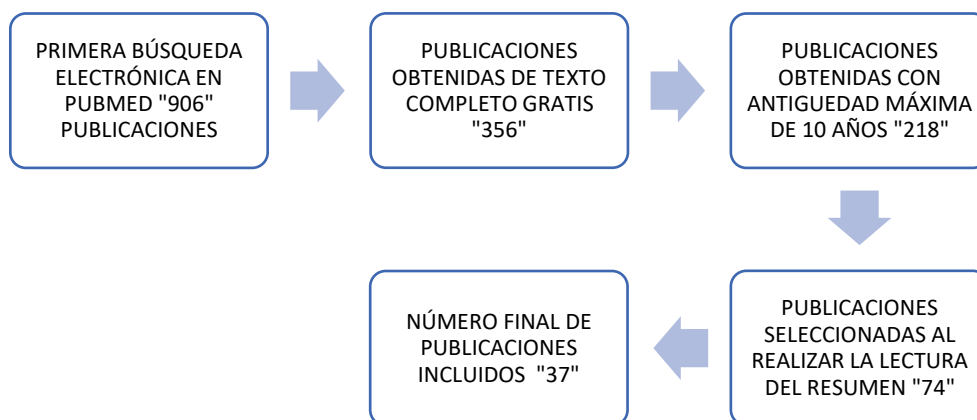 PRIMERA BÚSQUEDA
ELECTRÓNICA EN
PUBMED "906"
PUBLICACIONES
PUBLICACIONES
OBTENIDAS DE TEXTO
COMPLETO GRATIS
"356"
PUBLICACIONES
OBTENIDAS CON
ANTIGUEDAD MÁXIMA
DE 10 AÑOS "218"
PUBLICACIONES
SELECCIONADAS AL
REALIZAR LA LECTURA
DEL RESUMEN "74"
NÚMERO FINAL DE
PUBLICACIONES
INCLUIDOS "37"